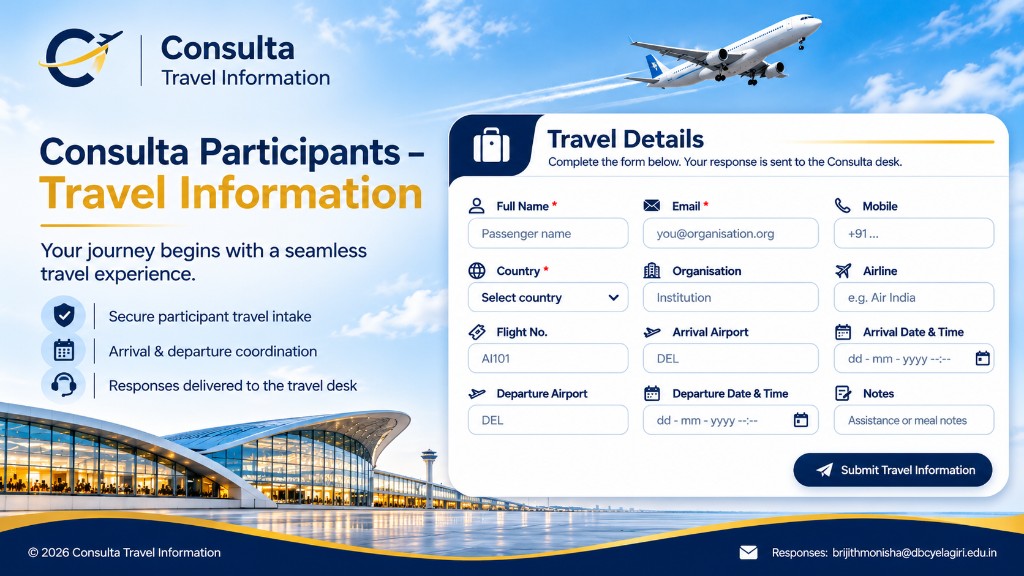 Consulta
Travel Information
Consulta Participants –
Travel Information
Your journey begins with a seamless
travel experience.
Secure participant travel intake
Arrival & departure coordination
Responses delivered to the travel desk
Travel Details
Complete the form below. Your response is sent to the Consulta desk.
Full Name *
Passenger name
Email *
you@organisation.org
Mobile
+91 ...
Country *
Select country
Organisation
Institution
Airline
e.g. Air India
Flight No.
AI101
Arrival Airport
DEL
Arrival Date & Time
dd - mm - yyyy --:--
Departure Airport
DEL
Departure Date & Time
dd - mm - yyyy --:--
Notes
Assistance or meal notes
Submit Travel Information
© 2026 Consulta Travel Information
Responses: brijithmonisha@dbcyelagiri.edu.in